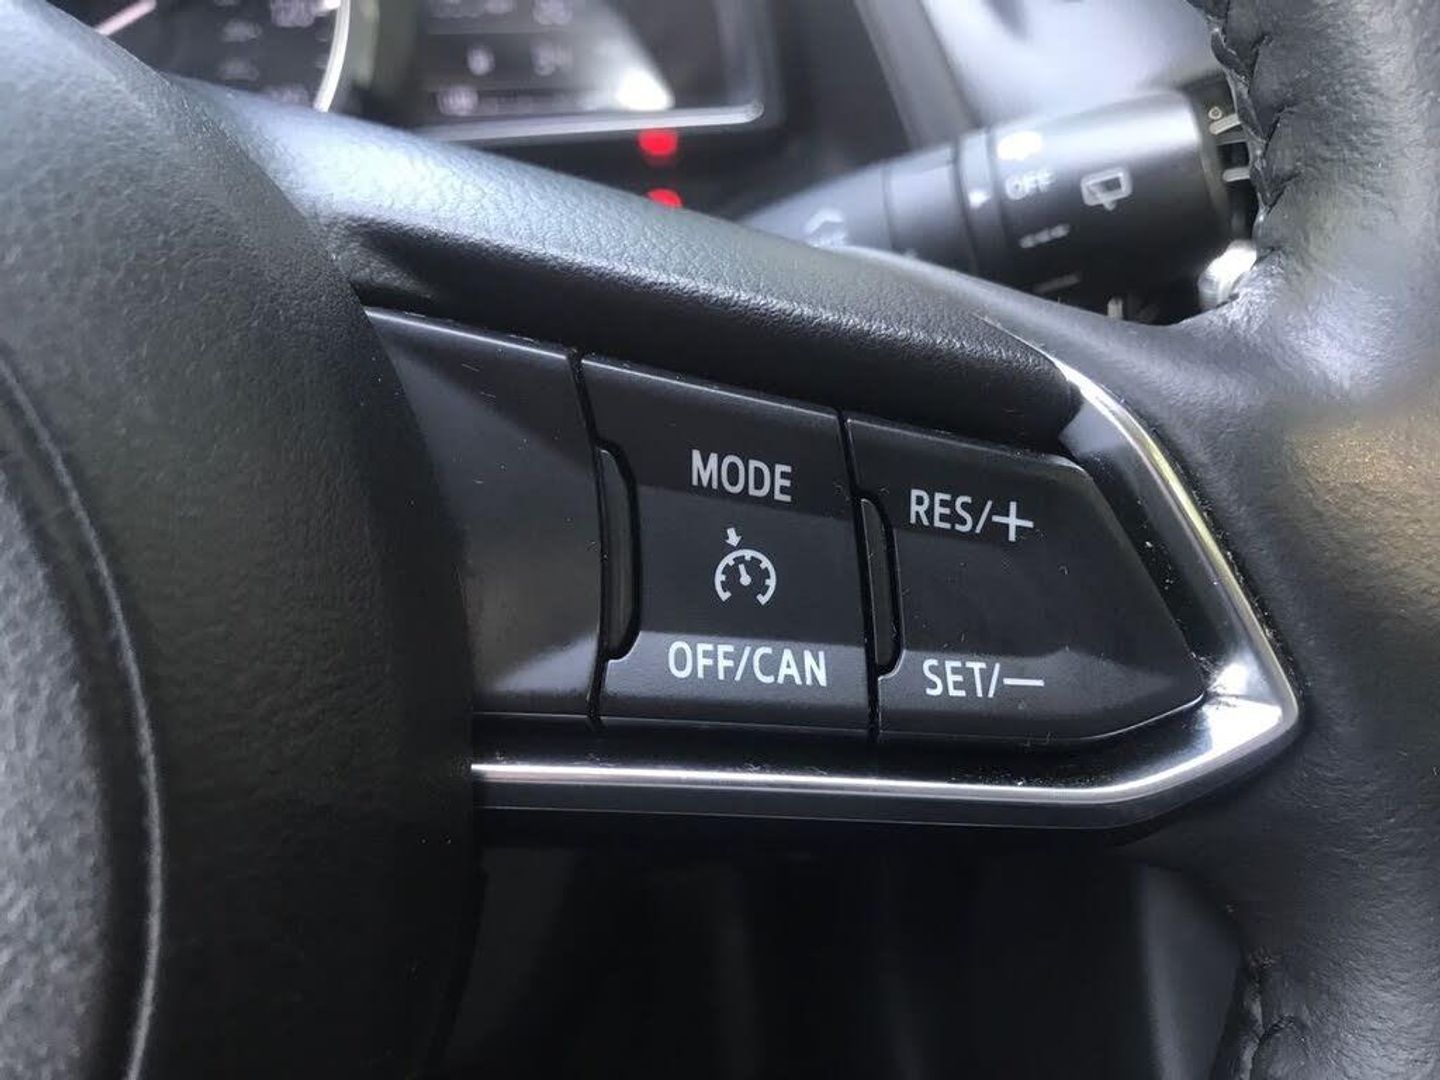 OFF
MODE
RES/+
OFF/CAN
SET/−